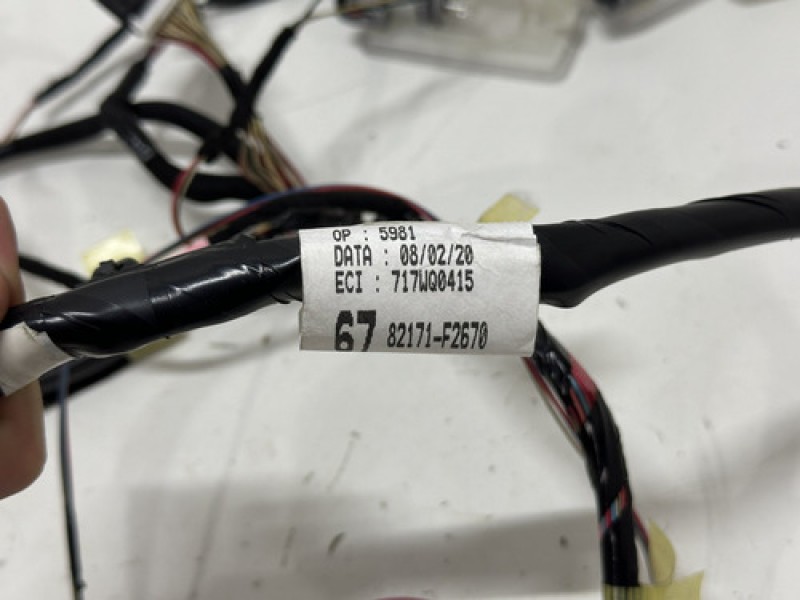 OP : 5981
DATA : 08/02/20
ECI : 717WQ0415
67 82171-F2670